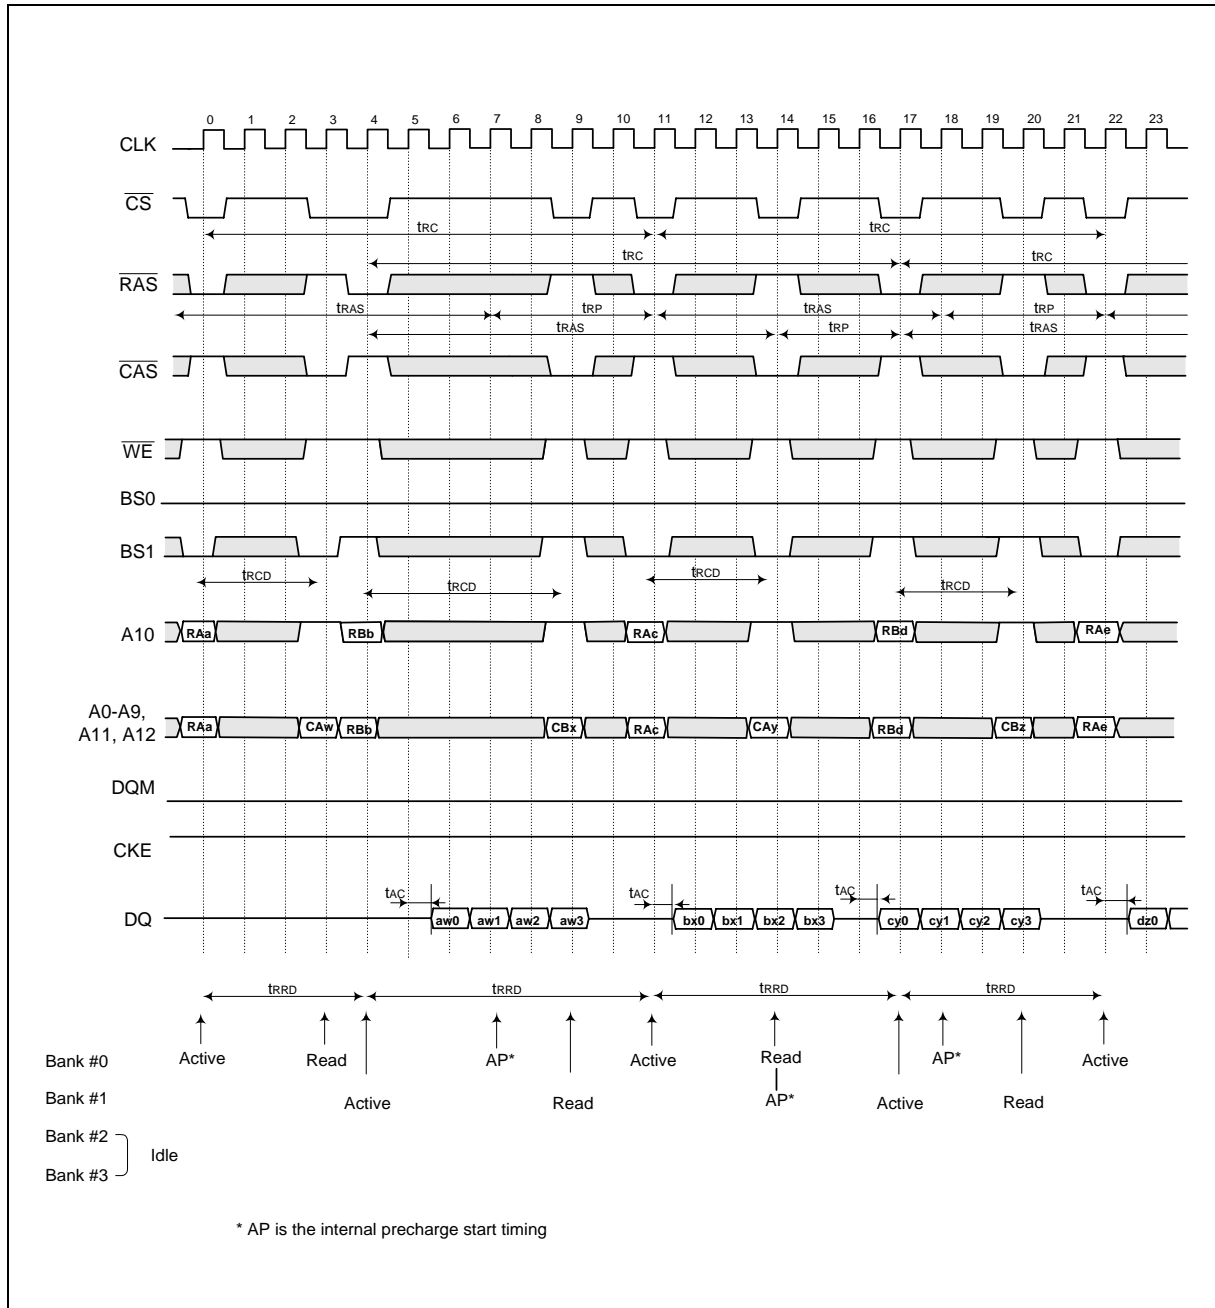 0 1 2 3 4 5 6 7 8 9 10 11 12 13 14 15 16 17 18 19 20 21 22 23
CLK
CS
tRC tRC
tRC tRC
RAS
tRAS tRP tRAS tRP
tRAS tRP tRAS
CAS
WE
BS0
BS1
tRCD tRCD tRCD tRCD
A10 RAa RBb RAc RBd RAe
A0-A9,
A11, A12
RAa CAw RBb CBx RAc CAy RBd CBz RAe
DQM
CKE
tAC tAC tAC tAC
DQ aw0 aw1 aw2 aw3 bx0 bx1 bx2 bx3 cy0 cy1 cy2 cy3 dz0
tRRD tRRD tRRD tRRD
Bank #0 Active Read AP* Active Read AP* Active
Bank #1 Active Read AP* Active Read
Bank #2
Idle
Bank #3
* AP is the internal precharge start timing